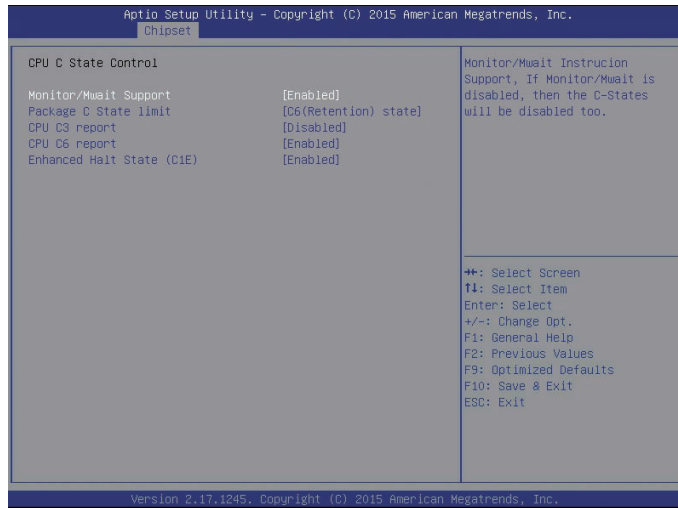 Aptio Setup Utility – Copyright (C) 2015 American Megatrends, Inc.
Chipset
CPU C State Control
Monitor/Mwait Support [Enabled]
Package C State limit [C6(Retention) state]
CPU C3 report [Disabled]
CPU C6 report [Enabled]
Enhanced Halt State (C1E) [Enabled]
Monitor/Mwait Instrucion
Support, If Monitor/Mwait is
disabled, then the C-States
will be disabled too.
→←: Select Screen
↑↓: Select Item
Enter: Select
+/-: Change Opt.
F1: General Help
F2: Previous Values
F9: Optimized Defaults
F10: Save & Exit
ESC: Exit
Version 2.17.1245. Copyright (C) 2015 American Megatrends, Inc.